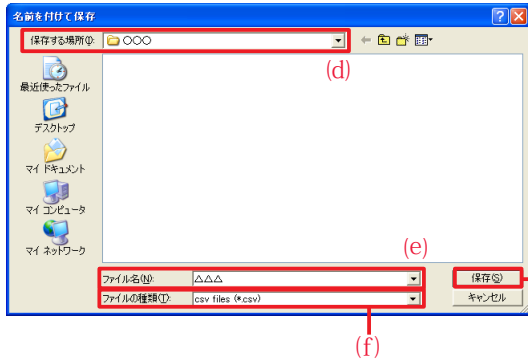 名前を付けて保存
保存する場所(I): 〇〇〇
(d)
最近使ったファイル
デスクトップ
マイ ドキュメント
マイ コンピュータ
マイ ネットワーク
(e)
ファイル名(N): △△△ 保存(S)
ファイルの種類(T): csv files (*.csv) キャンセル
(f)